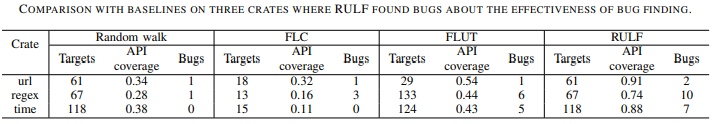 COMPARISON WITH BASELINES ON THREE CRATES WHERE RULF FOUND BUGS ABOUT THE EFFECTIVENESS OF BUG FINDING.
Crate Random walk FLC FLUT RULF
Targets API coverage Bugs Targets API coverage Bugs Targets API coverage Bugs Targets API coverage Bugs
url 61 0.34 1 18 0.32 1 29 0.54 1 61 0.91 2
regex 67 0.28 1 13 0.16 3 133 0.44 6 67 0.74 10
time 118 0.38 0 15 0.11 0 124 0.43 5 118 0.88 7